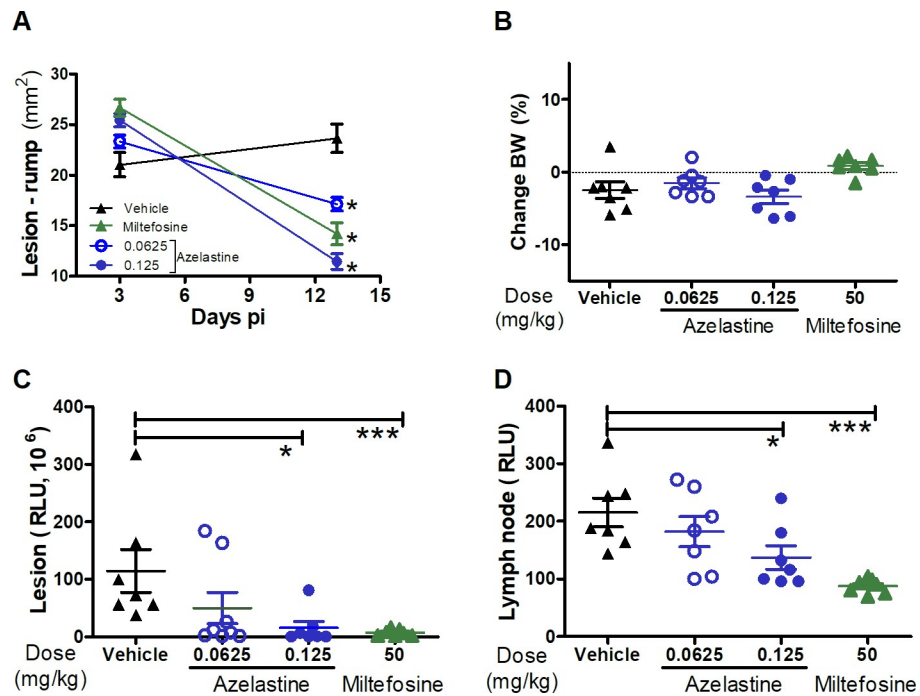 A
Lesion - rump (mm²)
30
25
20
15
10
Vehicle
Miltefosine
0.0625
0.125
Azelastine
*
*
*
3
6
9
12
15
Days pi
B
Change BW (%)
10
0
-10
Dose
(mg/kg)
Vehicle
0.0625
0.125
50
Azelastine
Miltefosine
C
Lesion ( RLU, 10⁶)
400
300
200
100
0
***
*
Dose
(mg/kg)
Vehicle
0.0625
0.125
50
Azelastine
Miltefosine
D
Lymph node ( RLU)
400
300
200
100
0
***
*
Dose
(mg/kg)
Vehicle
0.0625
0.125
50
Azelastine
Miltefosine